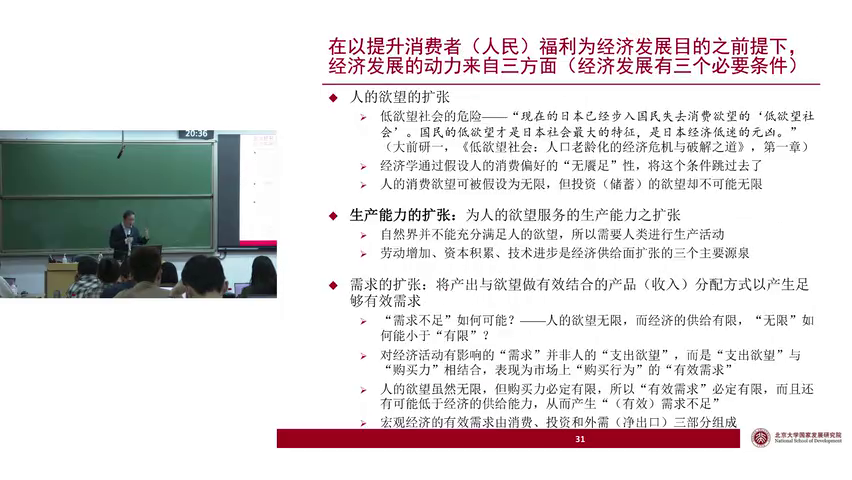 20:36
在以提升消费者（人民）福利为经济发展目的之前提下，
经济发展的动力来自三方面（经济发展有三个必要条件）
人的欲望的扩张
低欲望社会的危险——“现在的日本已经步入国民失去消费欲望的‘低欲望社
会’。国民的低欲望才是日本社会最大的特征，是日本经济低迷的元凶。”
（大前研一，《低欲望社会：人口老龄化的经济危机与破解之道》，第一章）
经济学通过假设人的消费偏好的“无餍足”性，将这个条件跳过去了
人的消费欲望可被假设为无限，但投资（储蓄）的欲望却不可能无限
生产能力的扩张：为人的欲望服务的生产能力之扩张
自然界并不能充分满足人的欲望，所以需要人类进行生产活动
劳动增加、资本积累、技术进步是经济供给面扩张的三个主要源泉
需求的扩张：将产出与欲望做有效结合的产品（收入）分配方式以产生足
够有效需求
“需求不足”如何可能？——人的欲望无限，而经济的供给有限，“无限”如
何能小于“有限”？
对经济活动有影响的“需求”并非人的“支出欲望”，而是“支出欲望”与
“购买力”相结合，表现为市场上“购买行为”的“有效需求”
人的欲望虽然无限，但购买力必定有限，所以“有效需求”必定有限，而且还
有可能低于经济的供给能力，从而产生“（有效）需求不足”
宏观经济的有效需求由消费、投资和外需（净出口）三部分组成
31
北京大学国家发展研究院
National School of Development